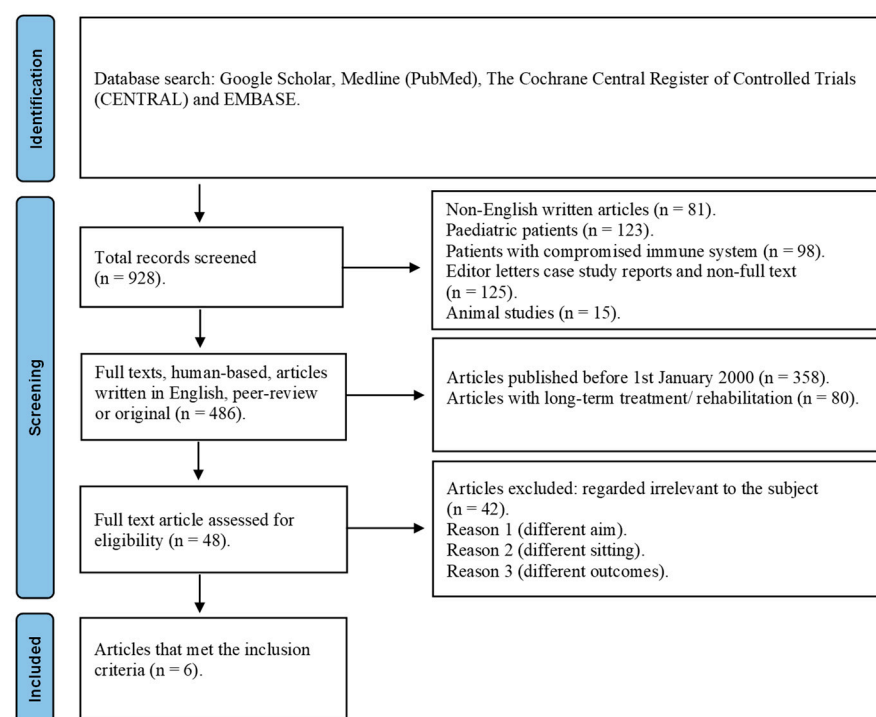 Identification
Database search: Google Scholar, Medline (PubMed), The Cochrane Central Register of Controlled Trials
(CENTRAL) and EMBASE.
Screening
Total records screened
(n = 928).
Non-English written articles (n = 81).
Paediatric patients (n = 123).
Patients with compromised immune system (n = 98).
Editor letters case study reports and non-full text
(n = 125).
Animal studies (n = 15).
Full texts, human-based, articles
written in English, peer-review
or original (n = 486).
Articles published before 1st January 2000 (n = 358).
Articles with long-term treatment/ rehabilitation (n = 80).
Full text article assessed for
eligibility (n = 48).
Articles excluded: regarded irrelevant to the subject
(n = 42).
Reason 1 (different aim).
Reason 2 (different sitting).
Reason 3 (different outcomes).
Included
Articles that met the inclusion
criteria (n = 6).